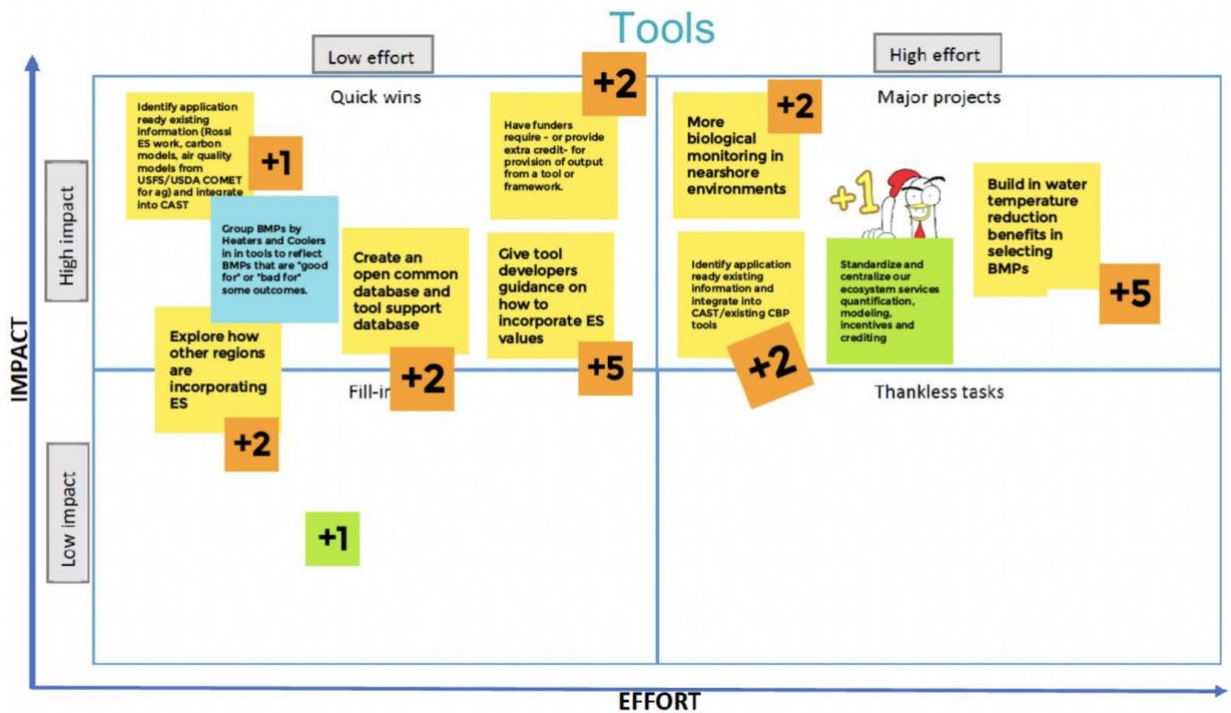 Tools
Low effort
High effort
Quick wins
Major projects
Identify application
ready existing
information (Rossi
ES work, carbon
models, air quality
models from
USFS/USDA COMET
for ag) and integrate
into CAST
+1
Have funders
require - or provide
extra credit- for
provision of output
from a tool or
framework.
+2
More
biological
monitoring in
nearshore
environments
+2
+1
Build in water
temperature
reduction
benefits in
selecting
BMPs
+5
High impact
Group BMPs by
Heaters and Coolers
in in tools to reflect
BMPs that are "good
for" or "bad for"
some outcomes.
Create an
open common
database and
tool support
database
+2
Give tool
developers
guidance on
how to
incorporate ES
values
+5
Identify application
ready existing
information and
integrate into
CAST/existing CBP
tools
+2
Standardize and
centralize our
ecosystem services
quantification,
modeling,
incentives and
crediting
Explore how
other regions
are
incorporating
ES
+2
IMPACT
Fill-in
Thankless tasks
Low impact
+1
EFFORT